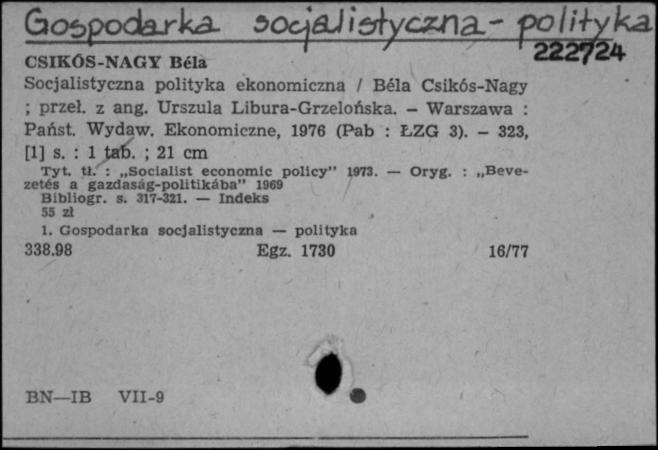 Gospodarka socjalistyczna - polityka
222724
CSIKÓS-NAGY Béla
Socjalistyczna polityka ekonomiczna / Béla Csikós-Nagy
; przeł. z ang. Urszula Libura-Grzelońska. – Warszawa :
Państ. Wydaw. Ekonomiczne, 1976 (Pab : ŁZG 3). – 323,
[1] s. : 1 tab. ; 21 cm
Tyt. tł. : „Socialist economic policy" 1973. — Oryg. : „Beve-
zetés a gazdaság-politikába" 1969
Bibliogr. s. 317-321. — Indeks
55 zł
1. Gospodarka socjalistyczna — polityka
338.98 Egz. 1730 16/77
BN—IB VII-9